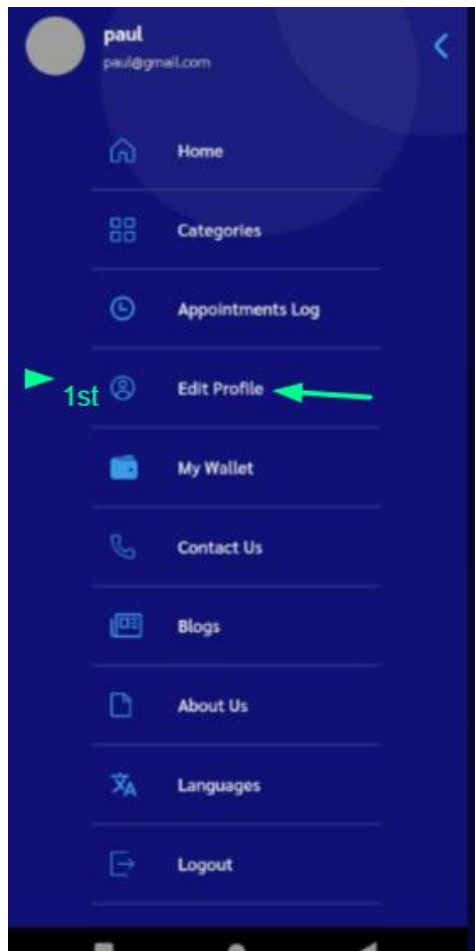 paul
paul@gmail.com
Home
Categories
Appointments Log
1st Edit Profile
My Wallet
Contact Us
Blogs
About Us
Languages
Logout